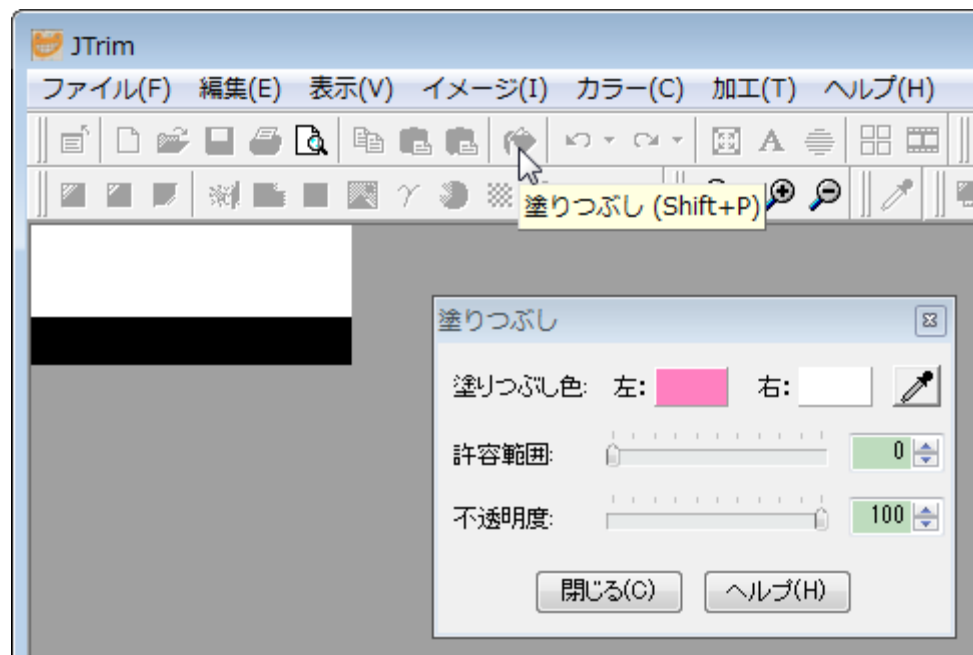 JTrim
ファイル(F) 編集(E) 表示(V) イメージ(I) カラー(C) 加工(T) ヘルプ(H)
塗りつぶし (Shift+P)
塗りつぶし
塗りつぶし色: 左: 右:
許容範囲: 0
不透明度: 100
閉じる(C) ヘルプ(H)